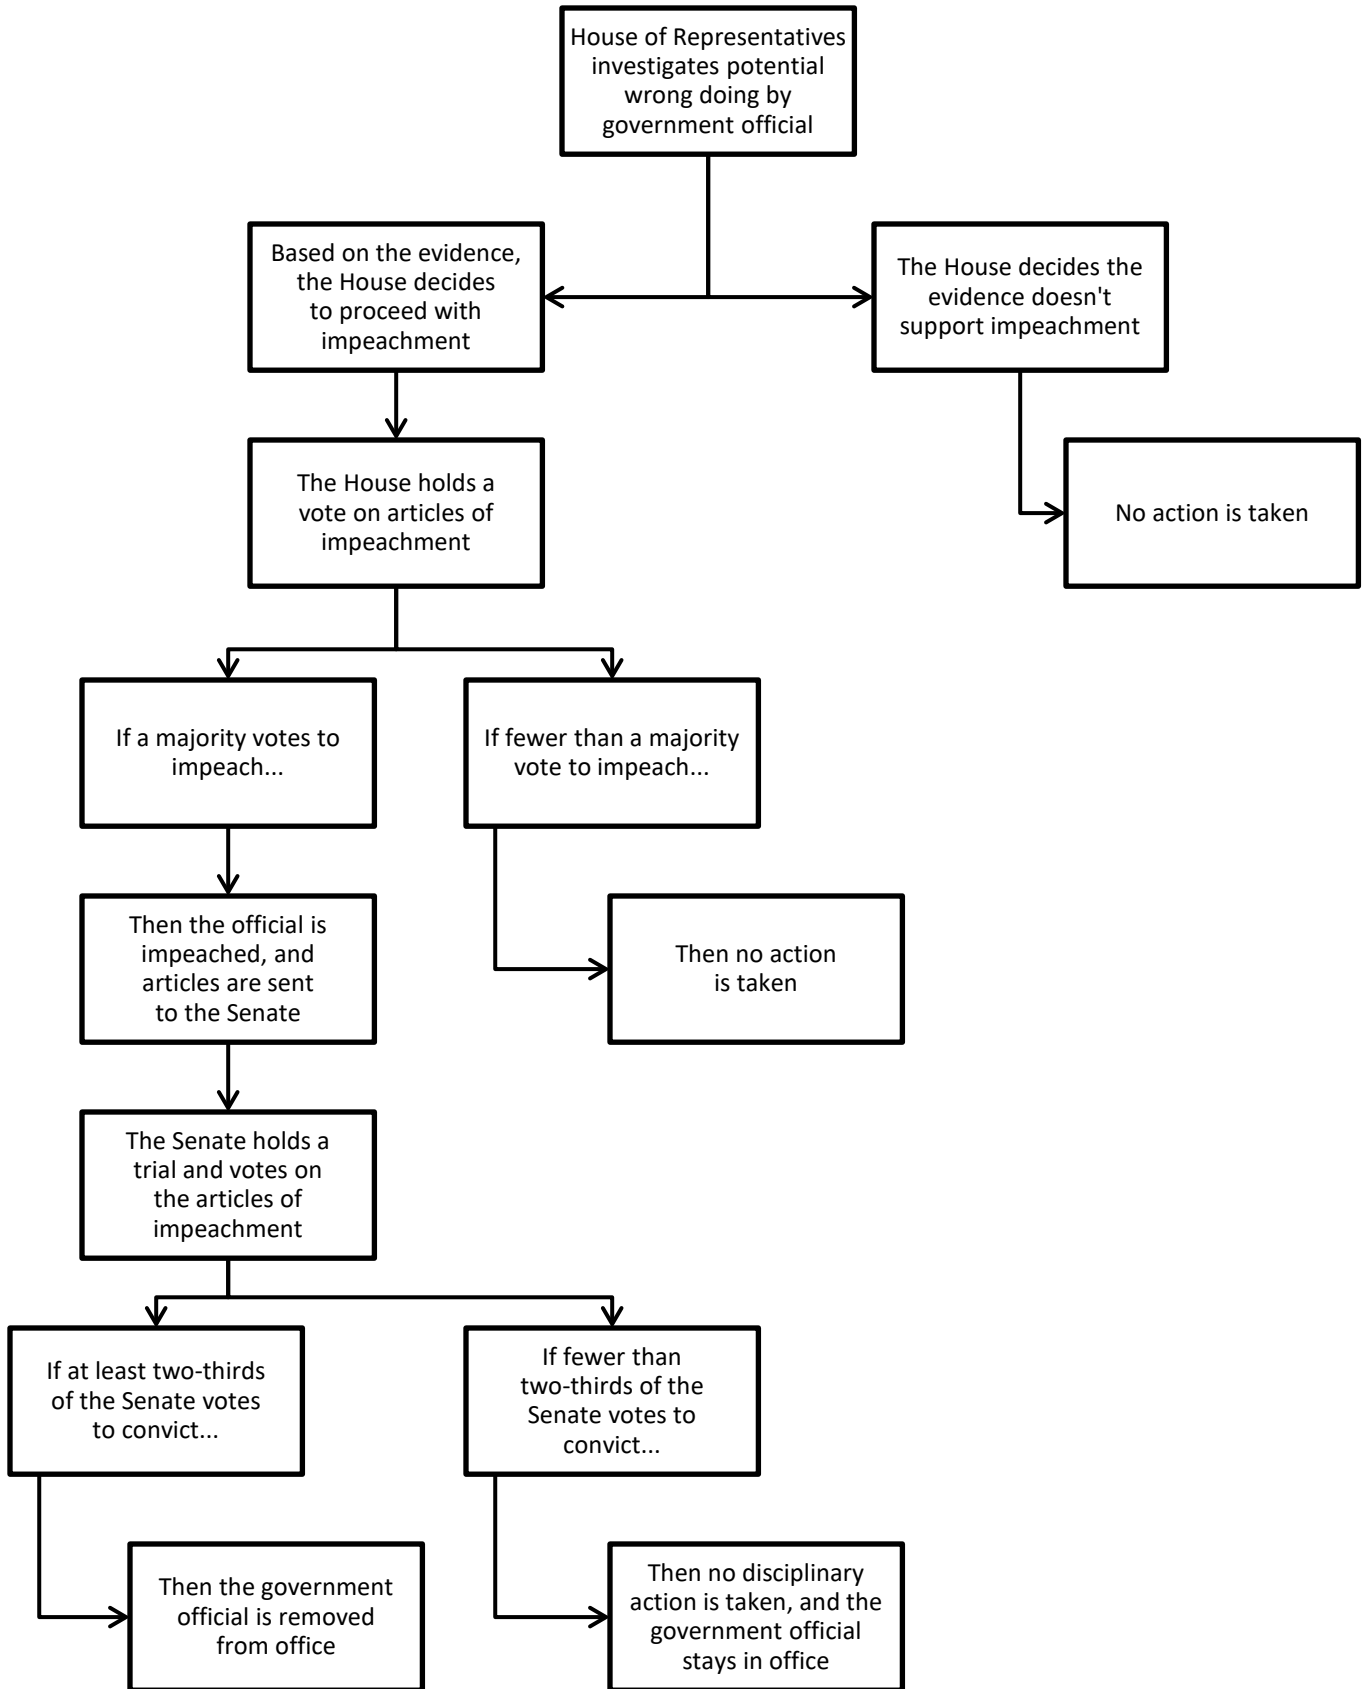 House of Representatives
investigates potential
wrong doing by
government official
Based on the evidence,
the House decides
to proceed with
impeachment
The House decides the
evidence doesn't
support impeachment
The House holds a
vote on articles of
impeachment
No action is taken
If a majority votes to
impeach...
If fewer than a majority
vote to impeach...
Then the official is
impeached, and
articles are sent
to the Senate
Then no action
is taken
The Senate holds a
trial and votes on
the articles of
impeachment
If at least two-thirds
of the Senate votes
to convict...
If fewer than
two-thirds of the
Senate votes to
convict...
Then the government
official is removed
from office
Then no disciplinary
action is taken, and the
government official
stays in office